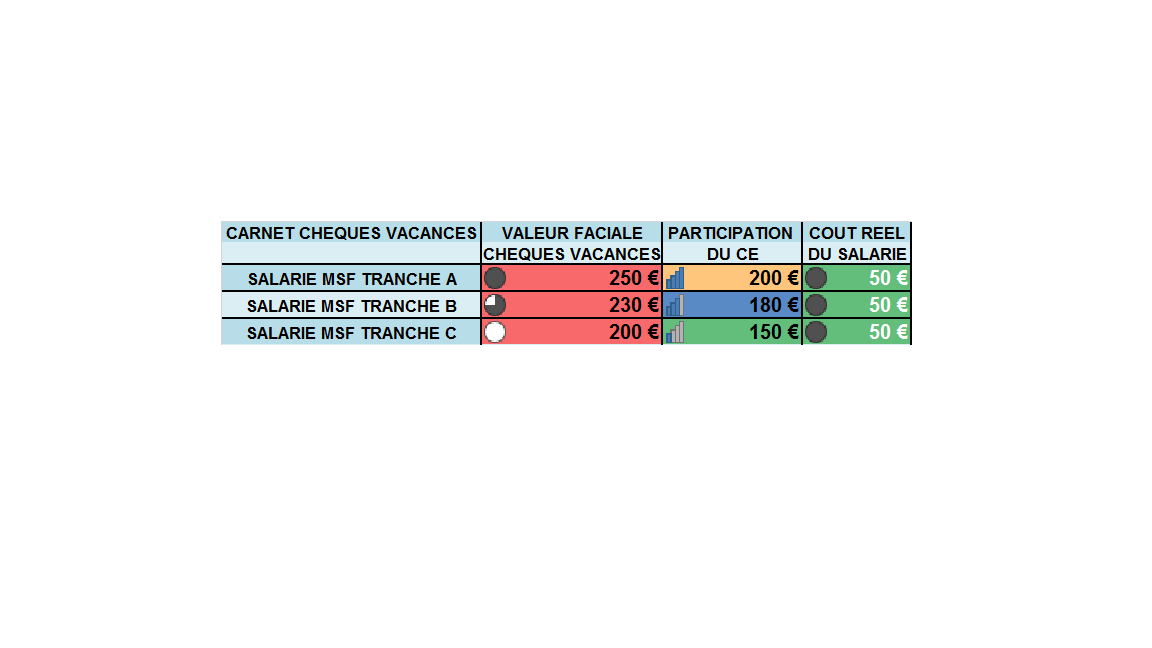 CARNET CHEQUES VACANCES VALEUR FACIALE PARTICIPATION COUT REEL
CHEQUES VACANCES DU CE DU SALARIE
SALARIE MSF TRANCHE A 250 € 200 € 50 €
SALARIE MSF TRANCHE B 230 € 180 € 50 €
SALARIE MSF TRANCHE C 200 € 150 € 50 €